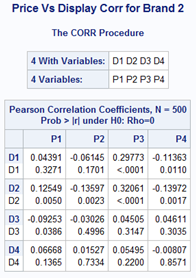 Price Vs Display Corr for Brand 2
The CORR Procedure
4 With Variables: D1 D2 D3 D4
4 Variables: P1 P2 P3 P4
Pearson Correlation Coefficients, N = 500
Prob > |r| under H0: Rho=0
P1 P2 P3 P4
D1 0.04391 -0.06145 0.29773 -0.11363
D1 0.3271 0.1701 <.0001 0.0110
D2 0.12549 -0.13597 0.32061 -0.13972
D2 0.0050 0.0023 <.0001 0.0017
D3 -0.09253 -0.03026 0.04505 0.04611
D3 0.0386 0.4996 0.3147 0.3035
D4 0.06668 0.01527 0.05495 -0.00807
D4 0.1365 0.7334 0.2200 0.8571